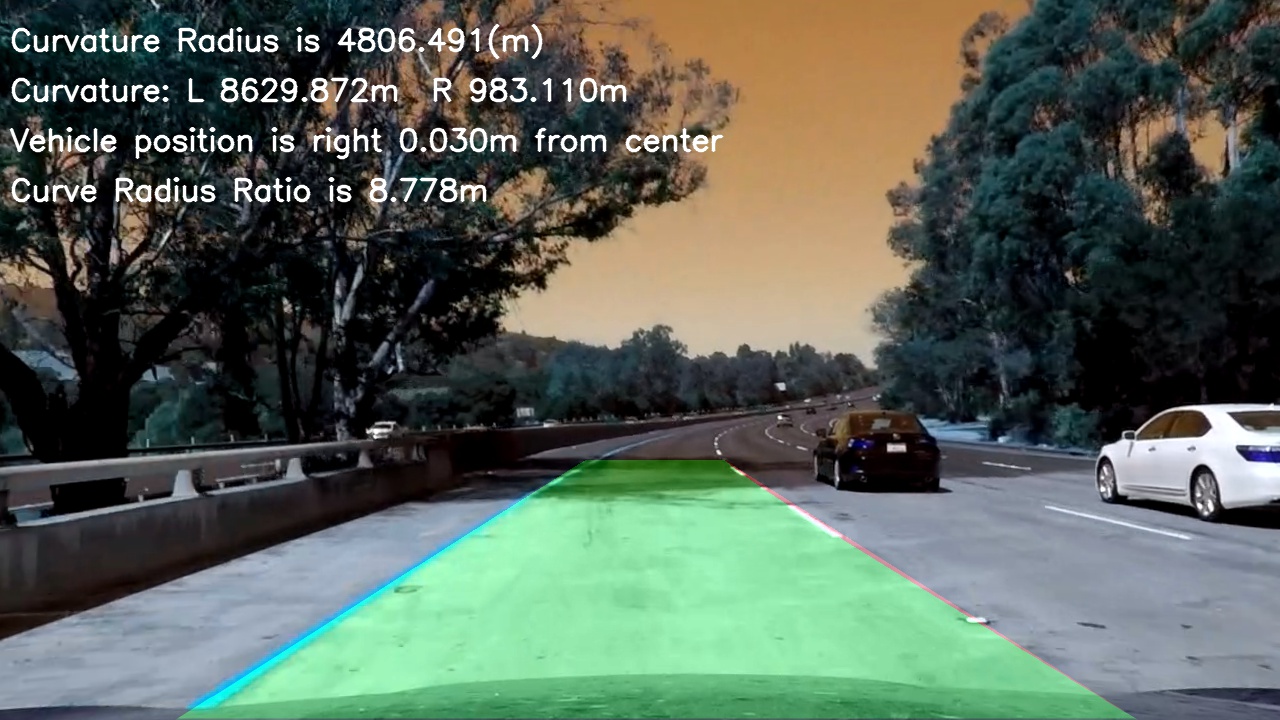 Curvature Radius is 4806.491(m)
Curvature: L 8629.872m R 983.110m
Vehicle position is right 0.030m from center
Curve Radius Ratio is 8.778m